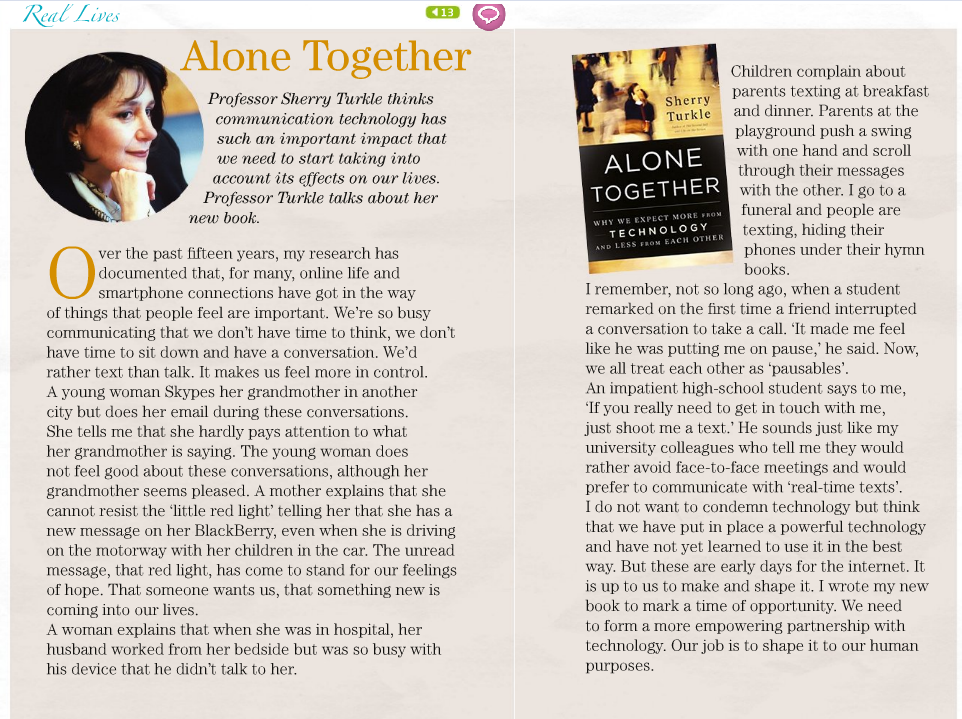 Real Lives
13
Alone Together
Professor Sherry Turkle thinks
communication technology has
such an important impact that
we need to start taking into
account its effects on our lives.
Professor Turkle talks about her
new book.
Over the past fifteen years, my research has
documented that, for many, online life and
smartphone connections have got in the way
of things that people feel are important. We're so busy
communicating that we don't have time to think, we don't
have time to sit down and have a conversation. We'd
rather text than talk. It makes us feel more in control.
A young woman Skypes her grandmother in another
city but does her email during these conversations.
She tells me that she hardly pays attention to what
her grandmother is saying. The young woman does
not feel good about these conversations, although her
grandmother seems pleased. A mother explains that she
cannot resist the ‘little red light’ telling her that she has a
new message on her BlackBerry, even when she is driving
on the motorway with her children in the car. The unread
message, that red light, has come to stand for our feelings
of hope. That someone wants us, that something new is
coming into our lives.
A woman explains that when she was in hospital, her
husband worked from her bedside but was so busy with
his device that he didn't talk to her.
Sherry
Turkle
ALONE
TOGETHER
WHY WE EXPECT MORE FROM
TECHNOLOGY
AND LESS FROM EACH OTHER
Children complain about
parents texting at breakfast
and dinner. Parents at the
playground push a swing
with one hand and scroll
through their messages
with the other. I go to a
funeral and people are
texting, hiding their
phones under their hymn
books.
I remember, not so long ago, when a student
remarked on the first time a friend interrupted
a conversation to take a call. ‘It made me feel
like he was putting me on pause,’ he said. Now,
we all treat each other as ‘pausables’.
An impatient high-school student says to me,
‘If you really need to get in touch with me,
just shoot me a text.’ He sounds just like my
university colleagues who tell me they would
rather avoid face-to-face meetings and would
prefer to communicate with ‘real-time texts’.
I do not want to condemn technology but think
that we have put in place a powerful technology
and have not yet learned to use it in the best
way. But these are early days for the internet. It
is up to us to make and shape it. I wrote my new
book to mark a time of opportunity. We need
to form a more empowering partnership with
technology. Our job is to shape it to our human
purposes.